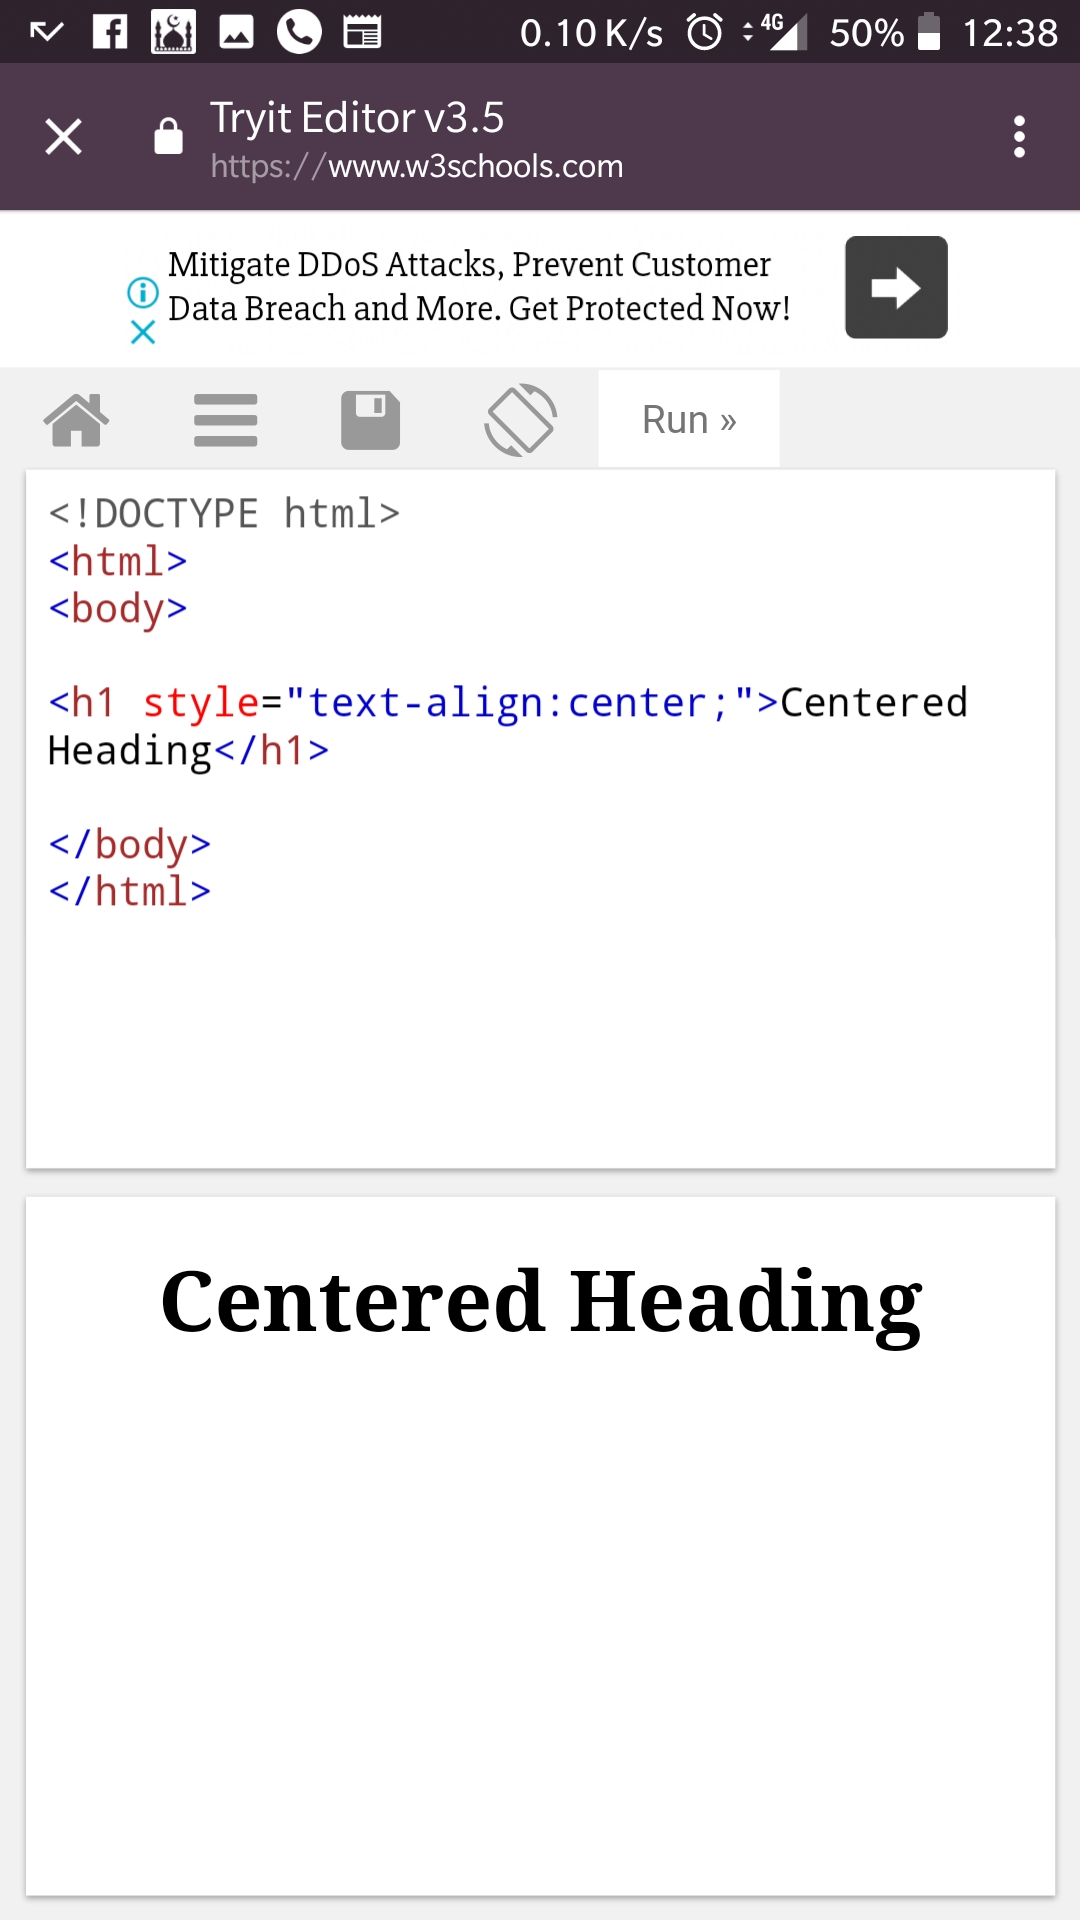 0.10 K/s 4G 50% 12:38
Tryit Editor v3.5
https://www.w3schools.com
Mitigate DDoS Attacks, Prevent Customer
Data Breach and More. Get Protected Now!
Run »
<!DOCTYPE html>
<html>
<body>
<h1 style="text-align:center;">Centered
Heading</h1>
</body>
</html>
Centered Heading